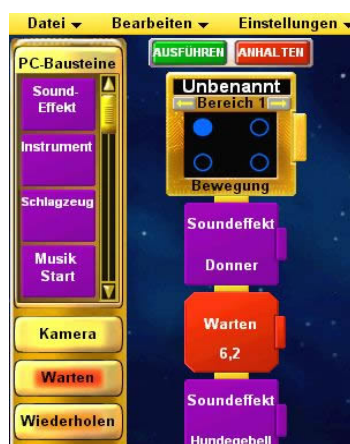 Datei Bearbeiten Einstellungen
AUSFÜHREN ANHALTEN
PC-Bausteine
Sound-
Effekt
Instrument
Schlagzeug
Musik
Start
Kamera
Warten
Wiederholen
Unbenannt
Bereich 1
Bewegung
Soundeffekt
Donner
Warten
6,2
Soundeffekt
Hundegebell